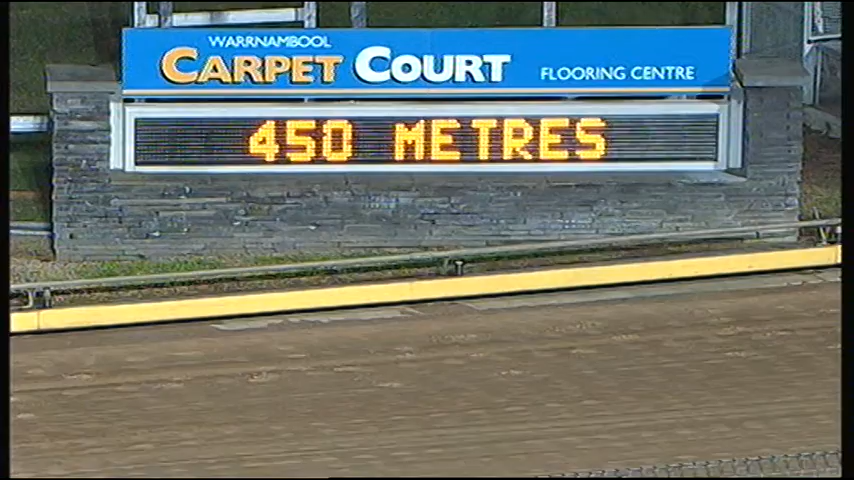 WARRNAMBOOL
CARPET COURT
FLOORING CENTRE
450 METRES